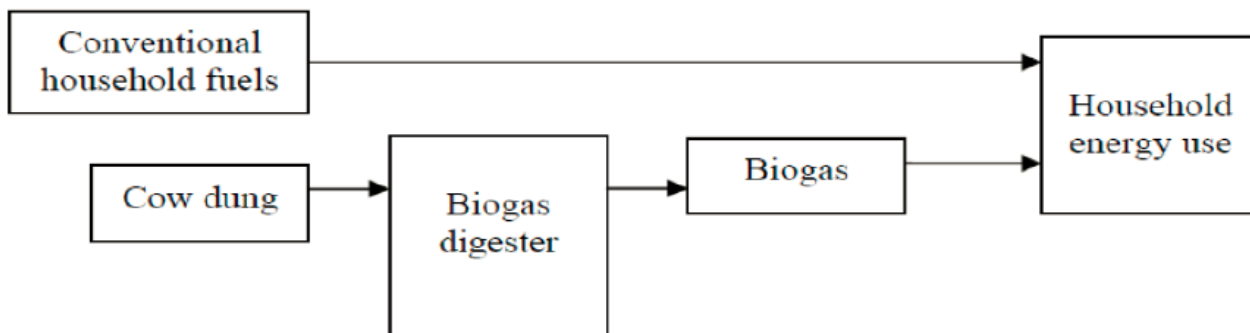 Conventional
household fuels
Household
energy use
Cow dung
Biogas
digester
Biogas